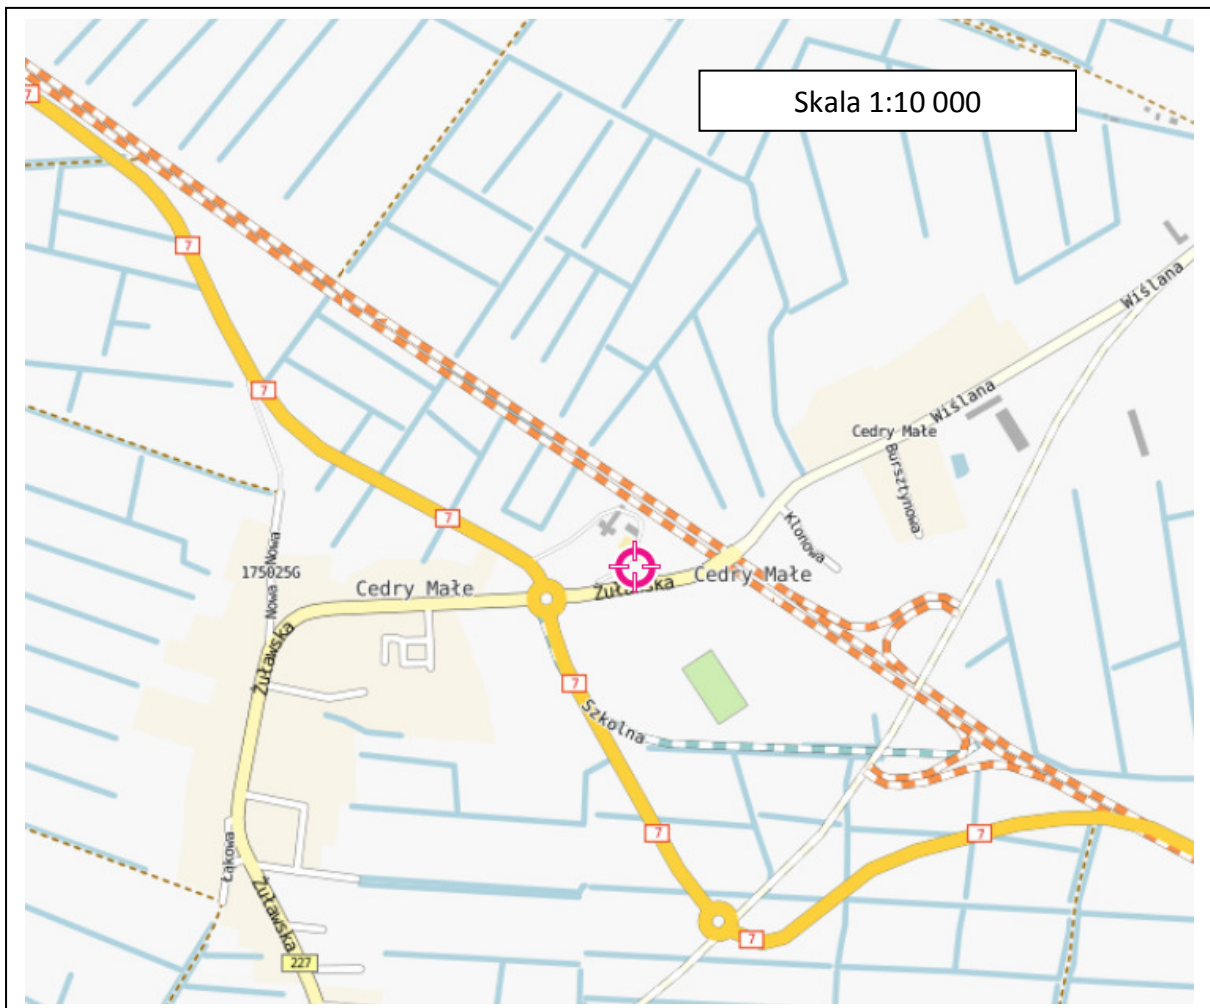 Skala 1:10 000
7
7
Wiślana
7
Wiślana
Cedry Małe
Bursztynowa
7
Klonowa
Nowa
Nowa
175025G
Cedry Małe
Żuławska
Cedry Małe
Żuławska
7
Szkolna
7
7
Łąkowa
Żuławska
7
227